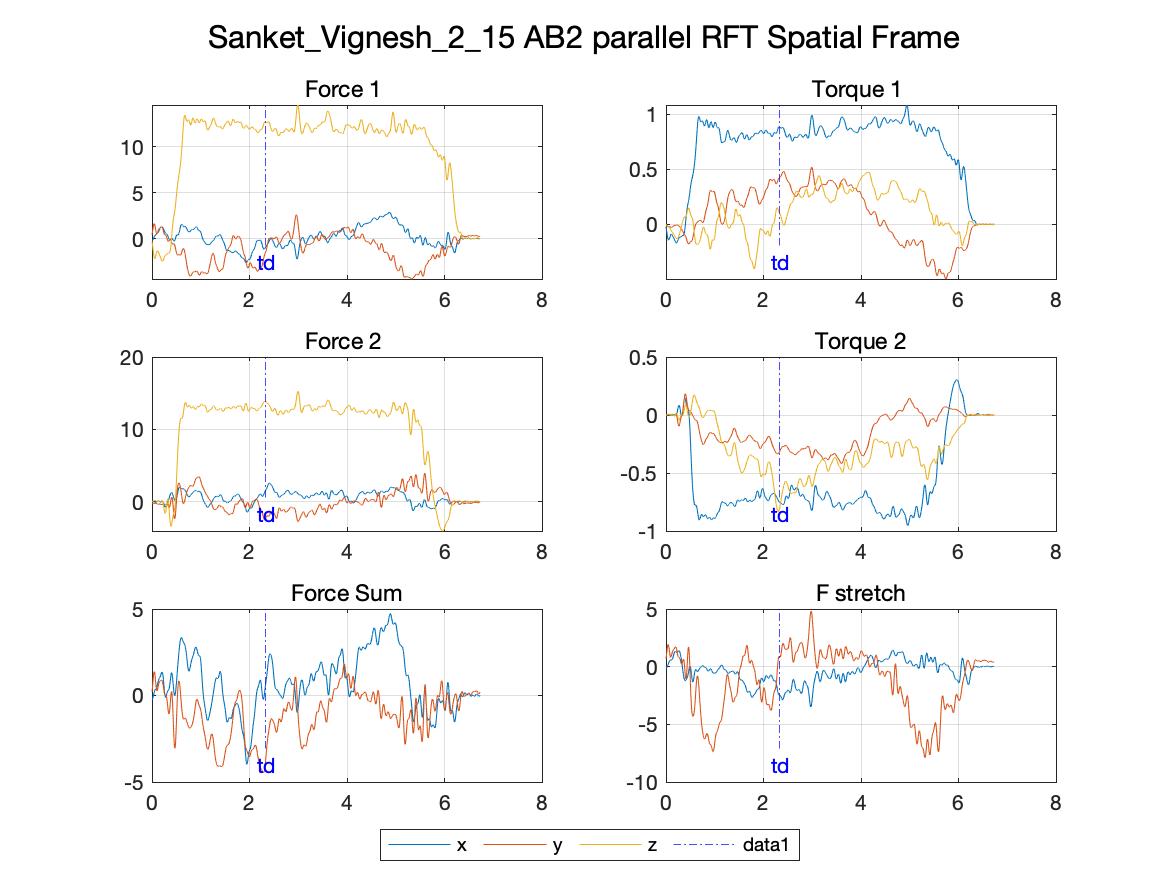 Sanket_Vignesh_2_15 AB2 parallel RFT Spatial Frame
Force 1
10
5
0
td
0 2 4 6 8
Torque 1
1
0.5
0
td
0 2 4 6 8
Force 2
20
10
0
td
0 2 4 6 8
Torque 2
0.5
0
-0.5
-1
td
0 2 4 6 8
Force Sum
5
0
-5
td
0 2 4 6 8
F stretch
5
0
-5
-10
td
0 2 4 6 8
x y z data1